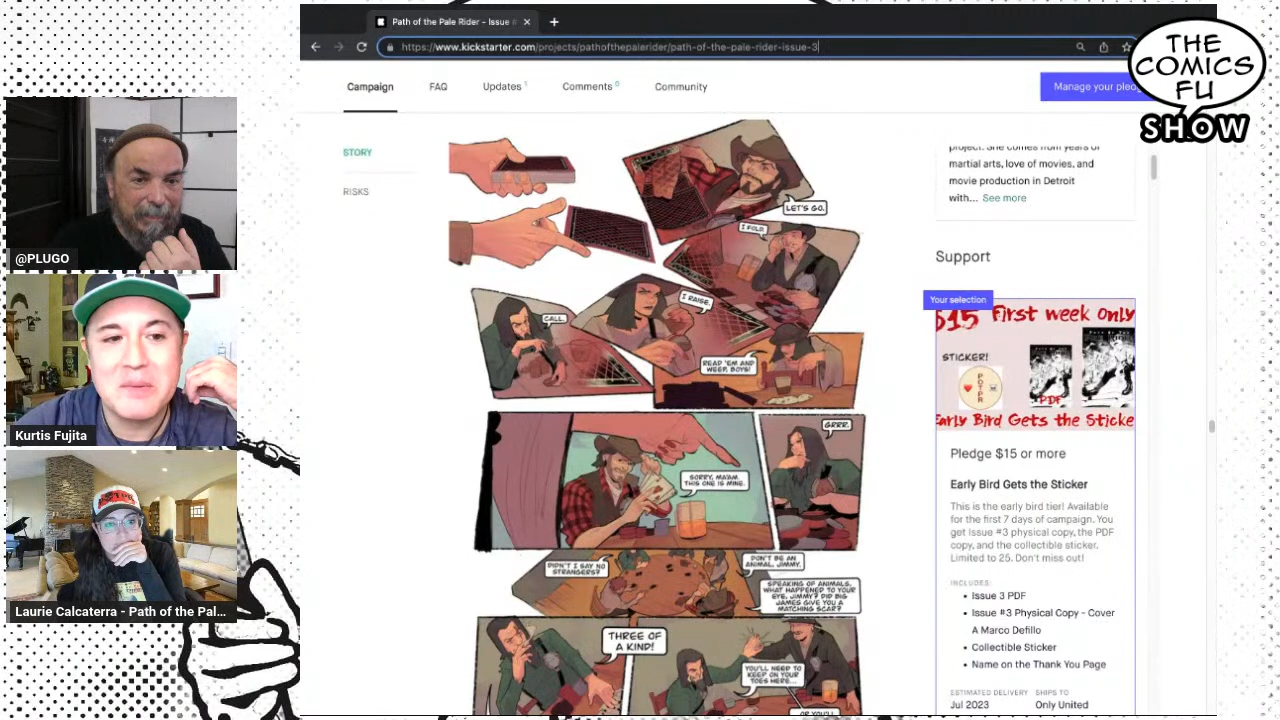 Path of the Pale Rider - Issue
https://www.kickstarter.com/projects/pathofthepalerider/path-of-the-pale-rider-issue-3
THE
COMICS
FU
SHOW
Campaign
FAQ
Updates 1
Comments 0
Community
Manage your pledg
STORY
RISKS
LET'S GO.
I FOLD.
I RAISE.
CALL.
READ 'EM AND
WEEP, BOYS!
SORRY, MA'AM.
THIS ONE IS MINE.
GRRR.
DIDN'T I SAY NO
STRANGERS?
DON'T BE AN
ANIMAL, JIMMY.
SPEAKING OF ANIMALS,
WHAT HAPPENED TO YOUR
EYE, JIMMY? DID BIG
JAMES GIVE YOU A
MATCHING SCAR?
THREE OF
A KIND!
YOU'LL NEED TO
KEEP ON YOUR
TOES HERE...
OR YOU'LL
project. She comes from years of
martial arts, love of movies, and
movie production in Detroit
with... See more
Support
Your selection
$15 First week only
STICKER!
POTPR
PDF
Early Bird Gets the Sticke
Pledge $15 or more
Early Bird Gets the Sticker
This is the early bird tier! Available
for the first 7 days of campaign. You
get Issue #3 physical copy, the PDF
copy, and the collectible sticker.
Limited to 25. Don't miss out!
INCLUDES:
• Issue 3 PDF
• Issue #3 Physical Copy - Cover
A Marco Defillo
• Collectible Sticker
• Name on the Thank You Page
ESTIMATED DELIVERY
SHIPS TO
Jul 2023
Only United
@PLUGO
Kurtis Fujita
Laurie Calcaterra - Path of the Pal...